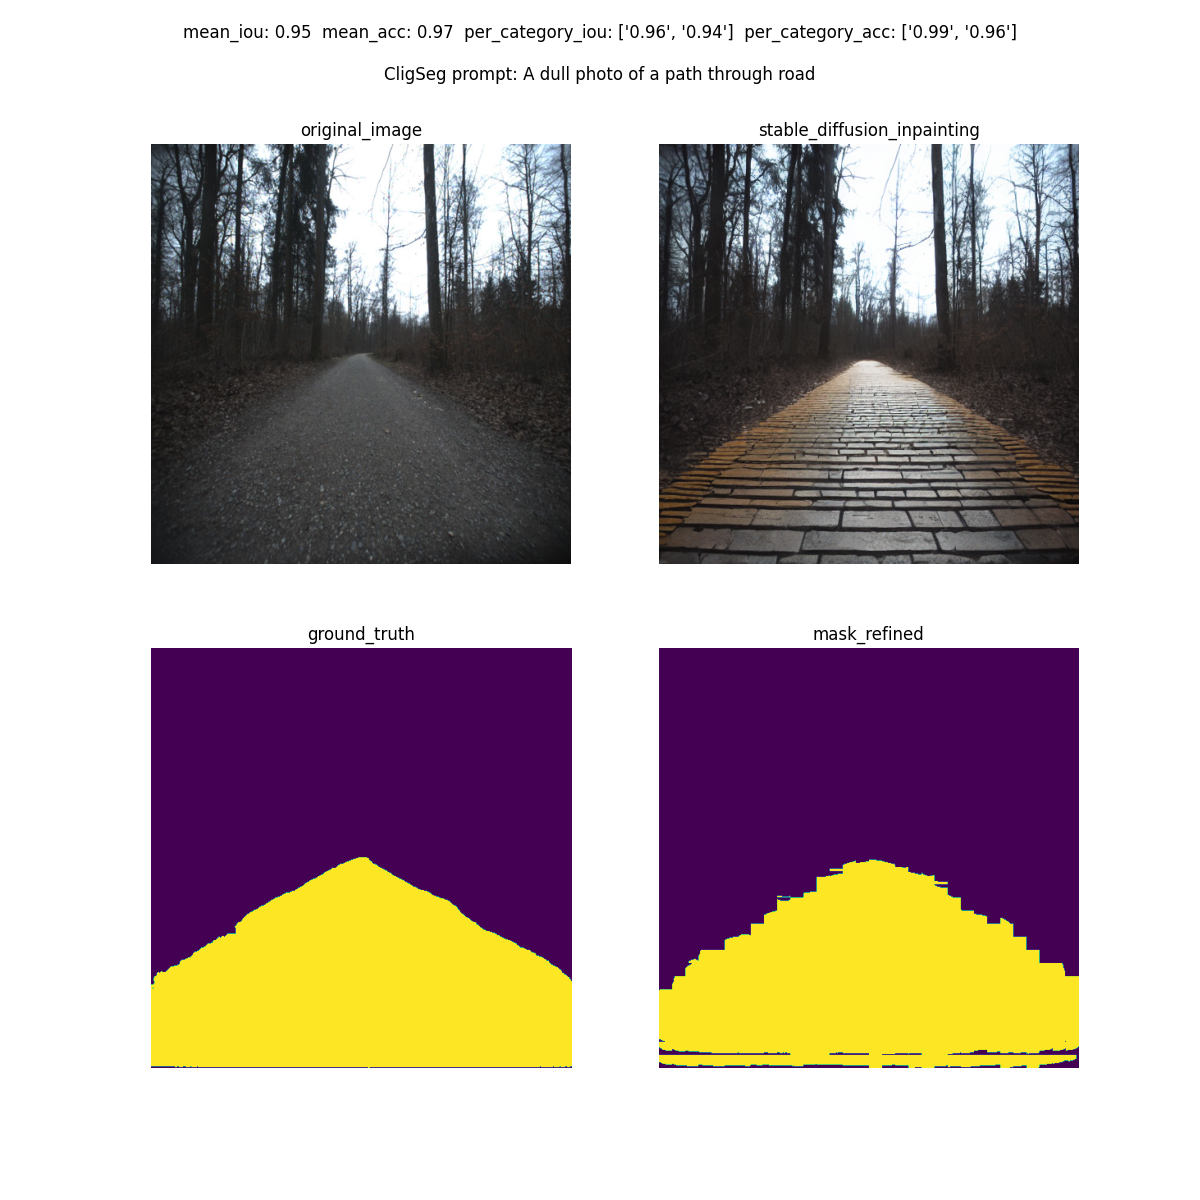 mean_iou: 0.95  mean_acc: 0.97  per_category_iou: ['0.96', '0.94']  per_category_acc: ['0.99', '0.96']
CligSeg prompt: A dull photo of a path through road
original_image
stable_diffusion_inpainting
ground_truth
mask_refined